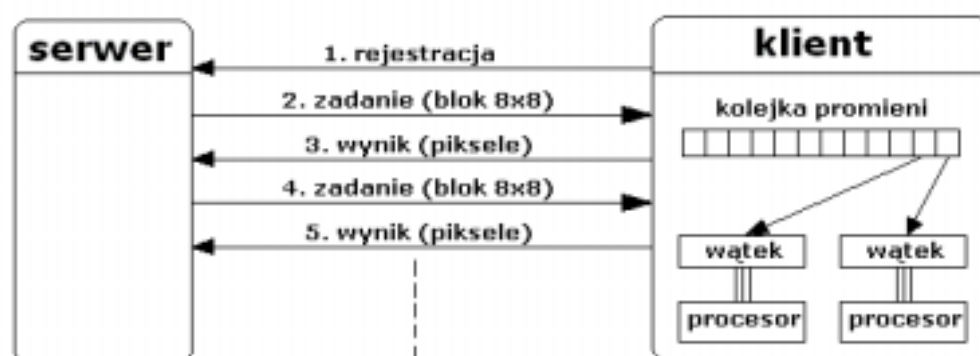 serwer
klient
1. rejestracja
2. zadanie (blok 8x8)
3. wynik (piksele)
4. zadanie (blok 8x8)
5. wynik (piksele)
kolejka promieni
wątek
wątek
procesor
procesor